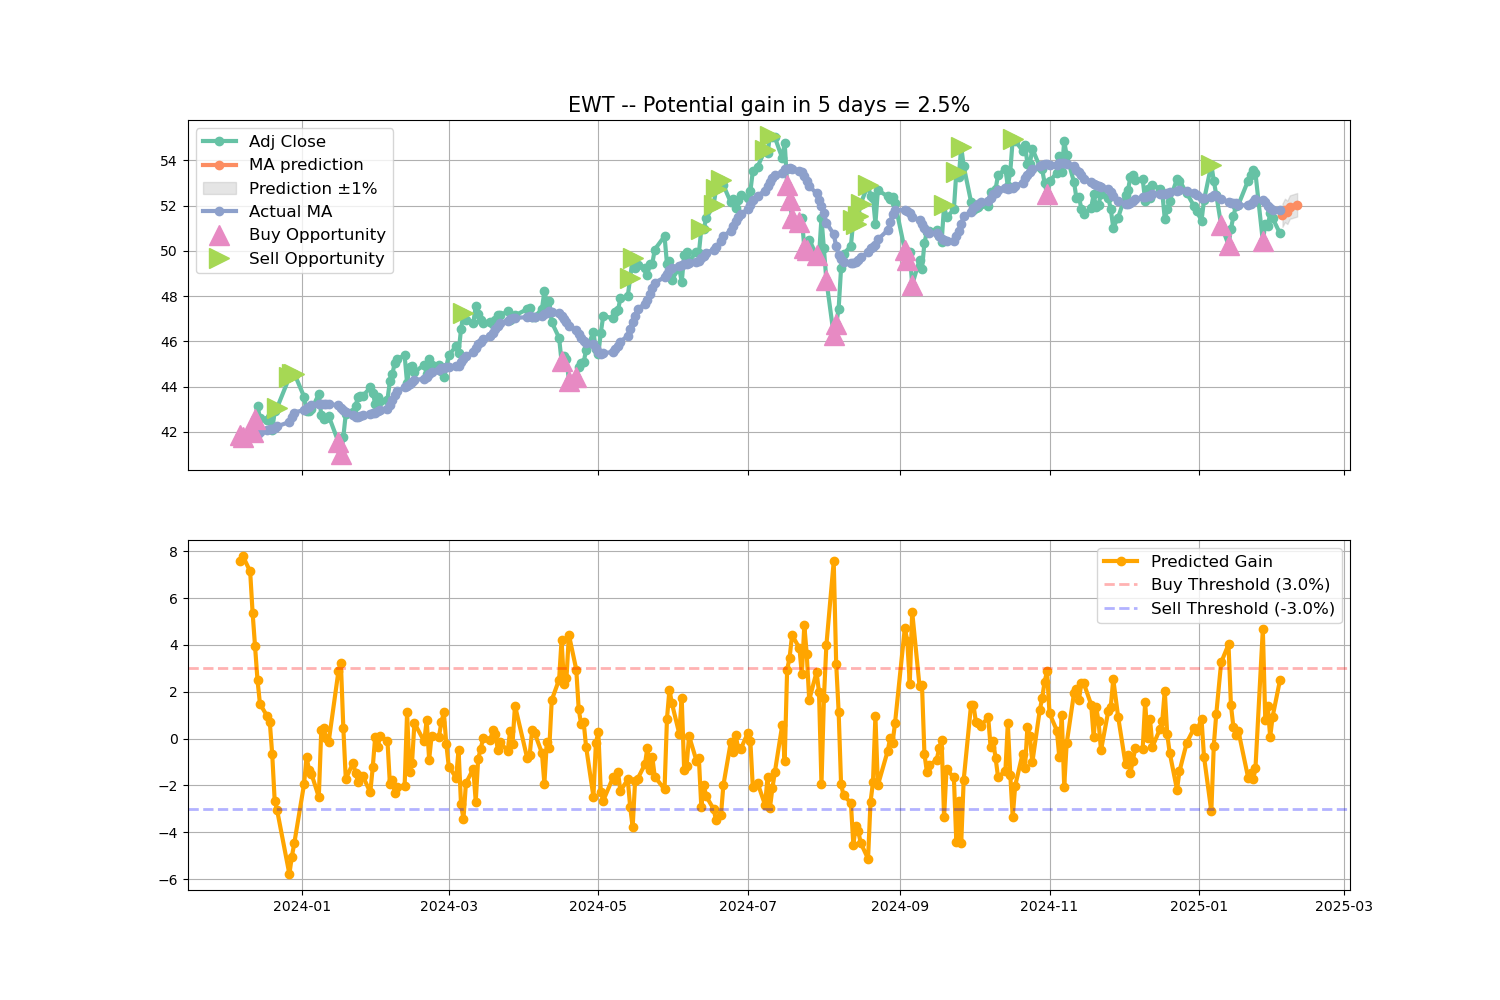 EWT -- Potential gain in 5 days = 2.5%
Adj Close
MA prediction
Prediction ±1%
Actual MA
Buy Opportunity
Sell Opportunity
54
52
50
48
46
44
42
8
6
4
2
0
−2
−4
−6
Predicted Gain
Buy Threshold (3.0%)
Sell Threshold (-3.0%)
2024-01 2024-03 2024-05 2024-07 2024-09 2024-11 2025-01 2025-03